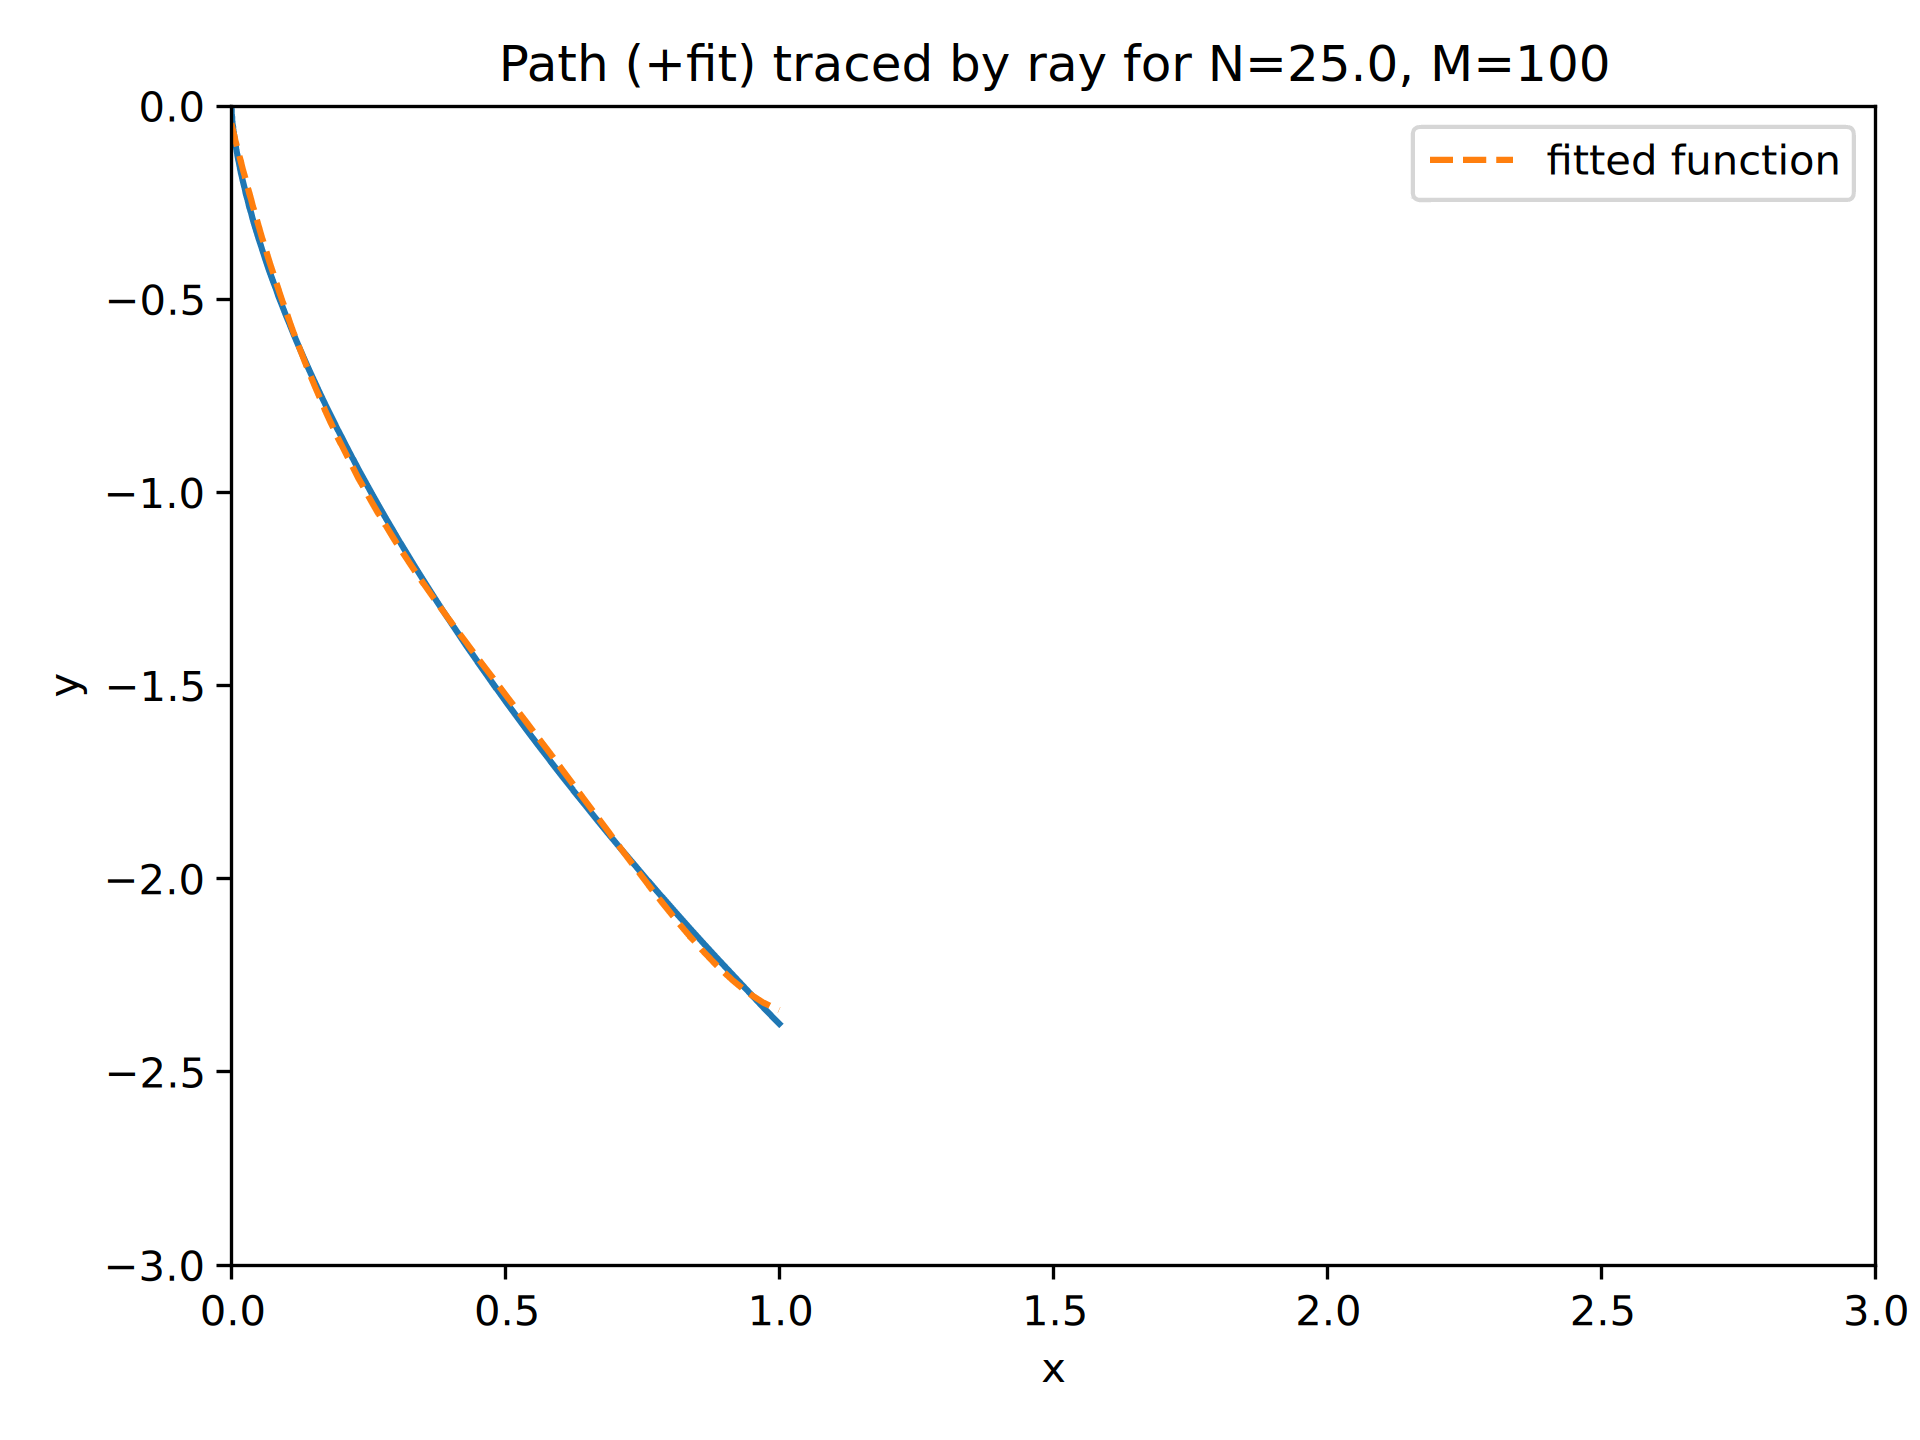 Path (+fit) traced by ray for N=25.0, M=100
fitted function
0.0
−0.5
−1.0
−1.5
−2.0
−2.5
−3.0
y
0.0 0.5 1.0 1.5 2.0 2.5 3.0
x